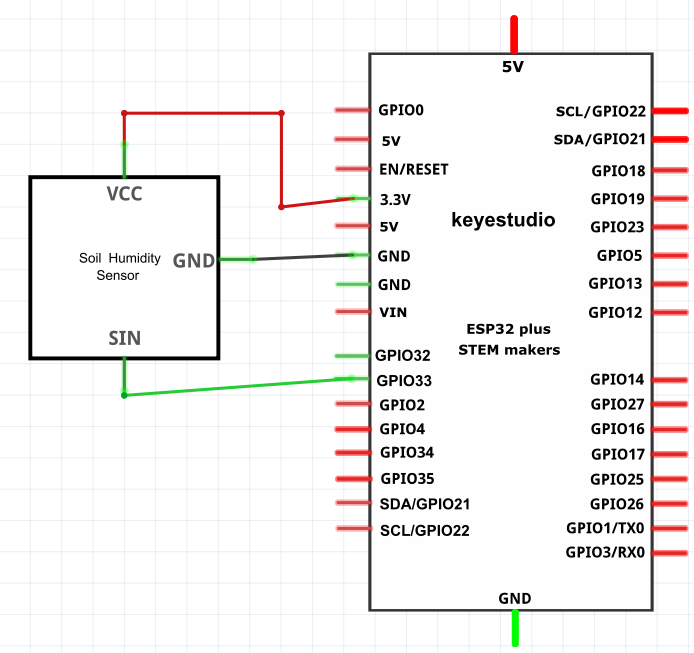 VCC
Soil Humidity
Sensor
GND
SIN
5V
GPIO0
5V
EN/RESET
3.3V
5V
GND
GND
VIN
GPIO32
GPIO33
GPIO2
GPIO4
GPIO34
GPIO35
SDA/GPIO21
SCL/GPIO22
keyestudio
ESP32 plus
STEM makers
SCL/GPIO22
SDA/GPIO21
GPIO18
GPIO19
GPIO23
GPIO5
GPIO13
GPIO12
GPIO14
GPIO27
GPIO16
GPIO17
GPIO25
GPIO26
GPIO1/TX0
GPIO3/RX0
GND